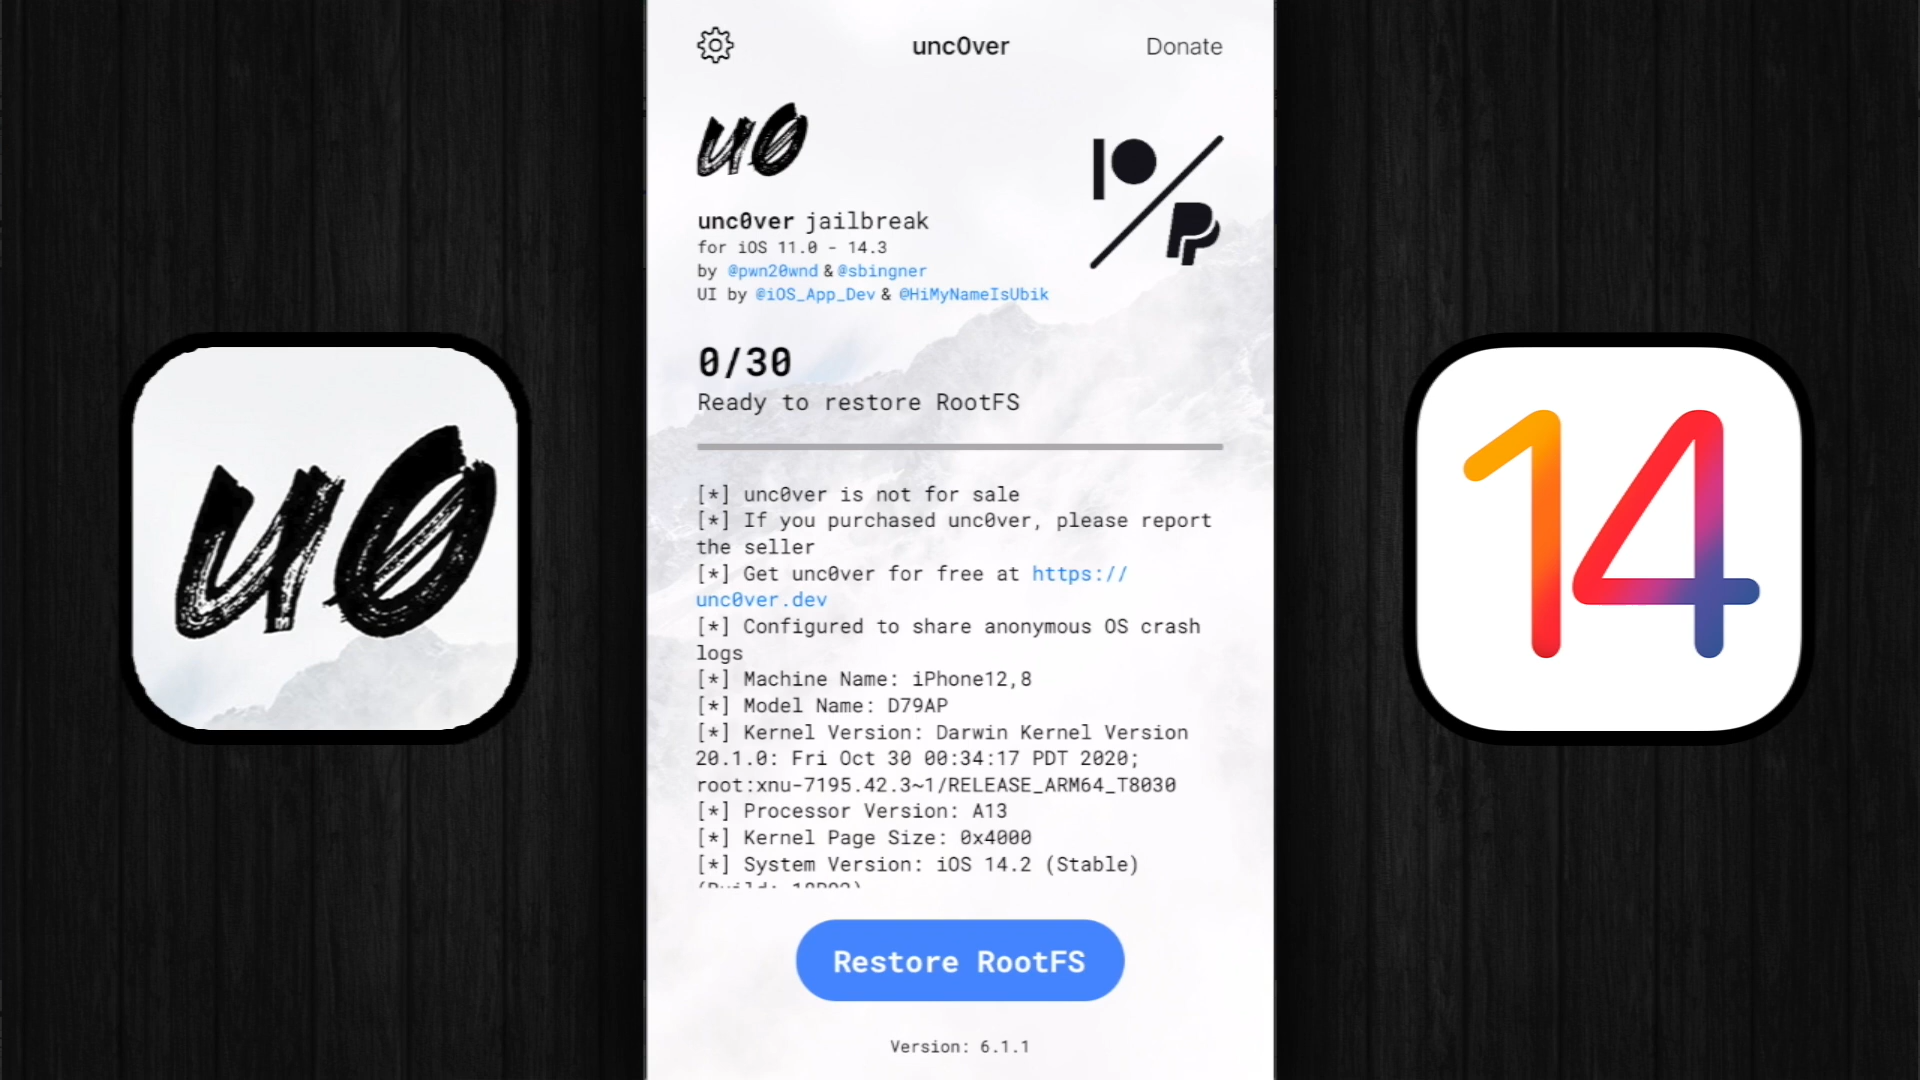 unc0ver
Donate
u0
unc0ver jailbreak
for iOS 11.0 - 14.3
by @pwn20wnd & @sbingner
UI by @iOS_App_Dev & @HiMyNameIsUbik
0/30
Ready to restore RootFS
[*] unc0ver is not for sale
[*] If you purchased unc0ver, please report
the seller
[*] Get unc0ver for free at https://
unc0ver.dev
[*] Configured to share anonymous OS crash
logs
[*] Machine Name: iPhone12,8
[*] Model Name: D79AP
[*] Kernel Version: Darwin Kernel Version
20.1.0: Fri Oct 30 00:34:17 PDT 2020;
root:xnu-7195.42.3~1/RELEASE_ARM64_T8030
[*] Processor Version: A13
[*] Kernel Page Size: 0x4000
[*] System Version: iOS 14.2 (Stable)
Restore RootFS
Version: 6.1.1
u0
14